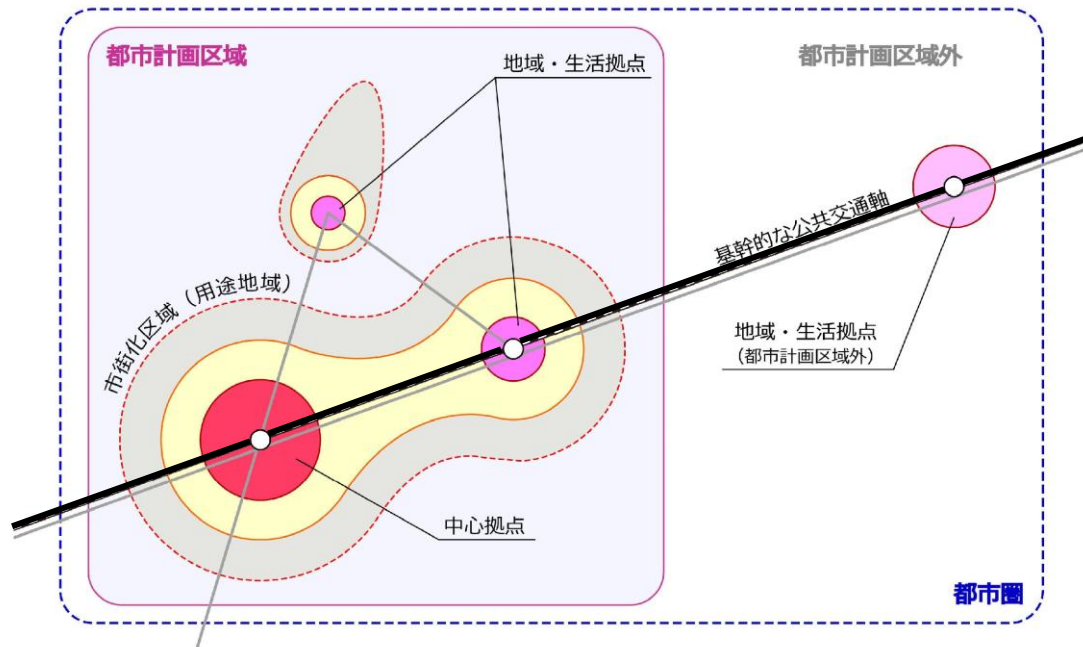 都市計画区域
地域・生活拠点
都市計画区域外
基幹的な公共交通軸
市街化区域（用途地域）
地域・生活拠点
（都市計画区域外）
中心拠点
都市圏